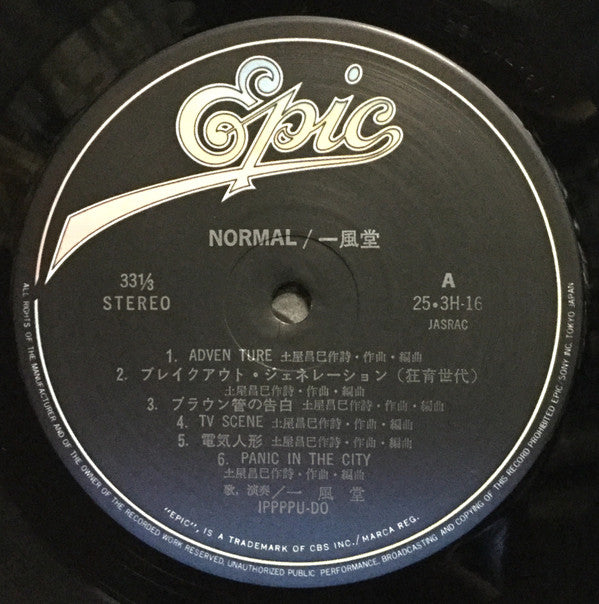 Epic
NORMAL / 一風堂
33⅓
STEREO
A
25・3H-16
JASRAC
1. ADVEN TURE 土屋昌巳作詩・作曲・編曲
2. ブレイクアウト・ジェネレーション（狂育世代）
土屋昌巳作詩・作曲・編曲
3. ブラウン管の告白 土屋昌巳作詩・作曲・編曲
4. TV SCENE 土屋昌巳作詩・作曲・編曲
5. 電気人形 土屋昌巳作詩・作曲・編曲
6. PANIC IN THE CITY
土屋昌巳作詩・作曲・編曲
歌，演奏／一風堂
IPPPPU-DO
"EPIC", IS A TRADEMARK OF CBS INC./MARCA REG.
ALL RIGHTS OF THE MANUFACTURER AND OF THE OWNER OF THE RECORDED WORK RESERVED. UNAUTHORIZED PUBLIC PERFORMANCE, BROADCASTING AND COPYING OF THIS RECORD PROHIBITED EPIC・SONY INC. TOKYO JAPAN